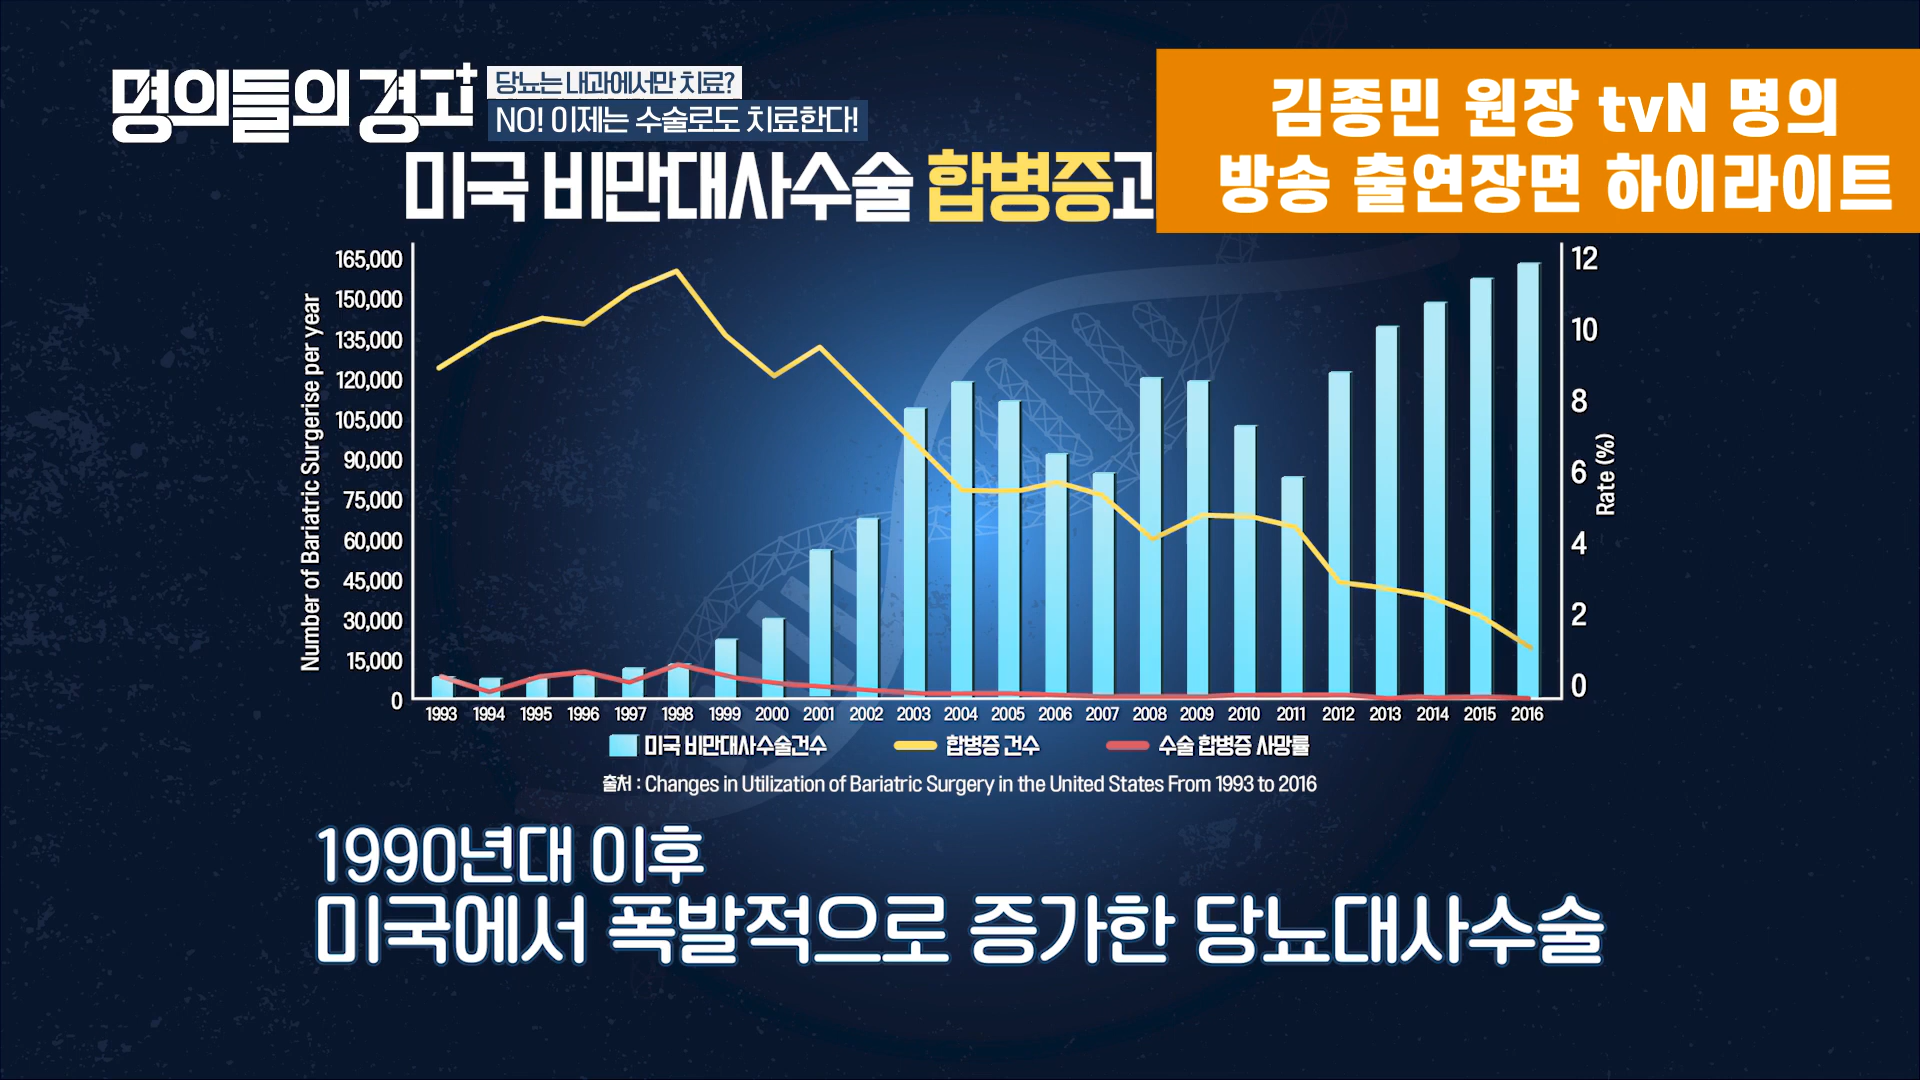 명의들의 경고+
당뇨는 내과에서만 치료?
NO! 이제는 수술로도 치료한다!
김종민 원장 tvN 명의
방송 출연장면 하이라이트
미국 비만대사수술 합병증과
Number of Bariatric Surgerise per year
165,000
150,000
135,000
120,000
105,000
90,000
75,000
60,000
45,000
30,000
15,000
0
12
10
8
6
4
2
0
Rate (%)
1993 1994 1995 1996 1997 1998 1999 2000 2001 2002 2003 2004 2005 2006 2007 2008 2009 2010 2011 2012 2013 2014 2015 2016
미국 비만대사수술건수 합병증 건수 수술 합병증 사망률
출처 : Changes in Utilization of Bariatric Surgery in the United States From 1993 to 2016
1990년대 이후
미국에서 폭발적으로 증가한 당뇨대사수술